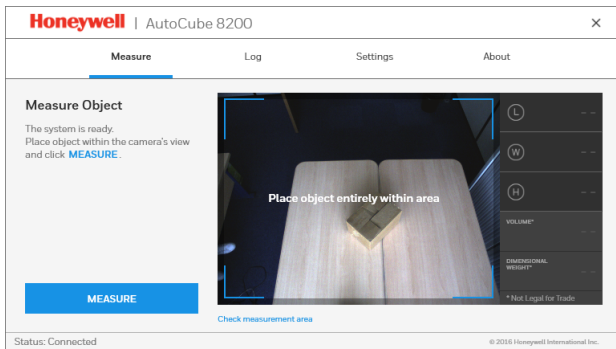 Honeywell | AutoCube 8200
Measure
Log
Settings
About
Measure Object
The system is ready.
Place object within the camera's view
and click MEASURE.
MEASURE
Place object entirely within area
Check measurement area
L
- -
W
- -
H
- -
VOLUME*
- -
DIMENSIONAL
WEIGHT*
- -
* Not Legal for Trade
Status: Connected
© 2016 Honeywell International Inc.